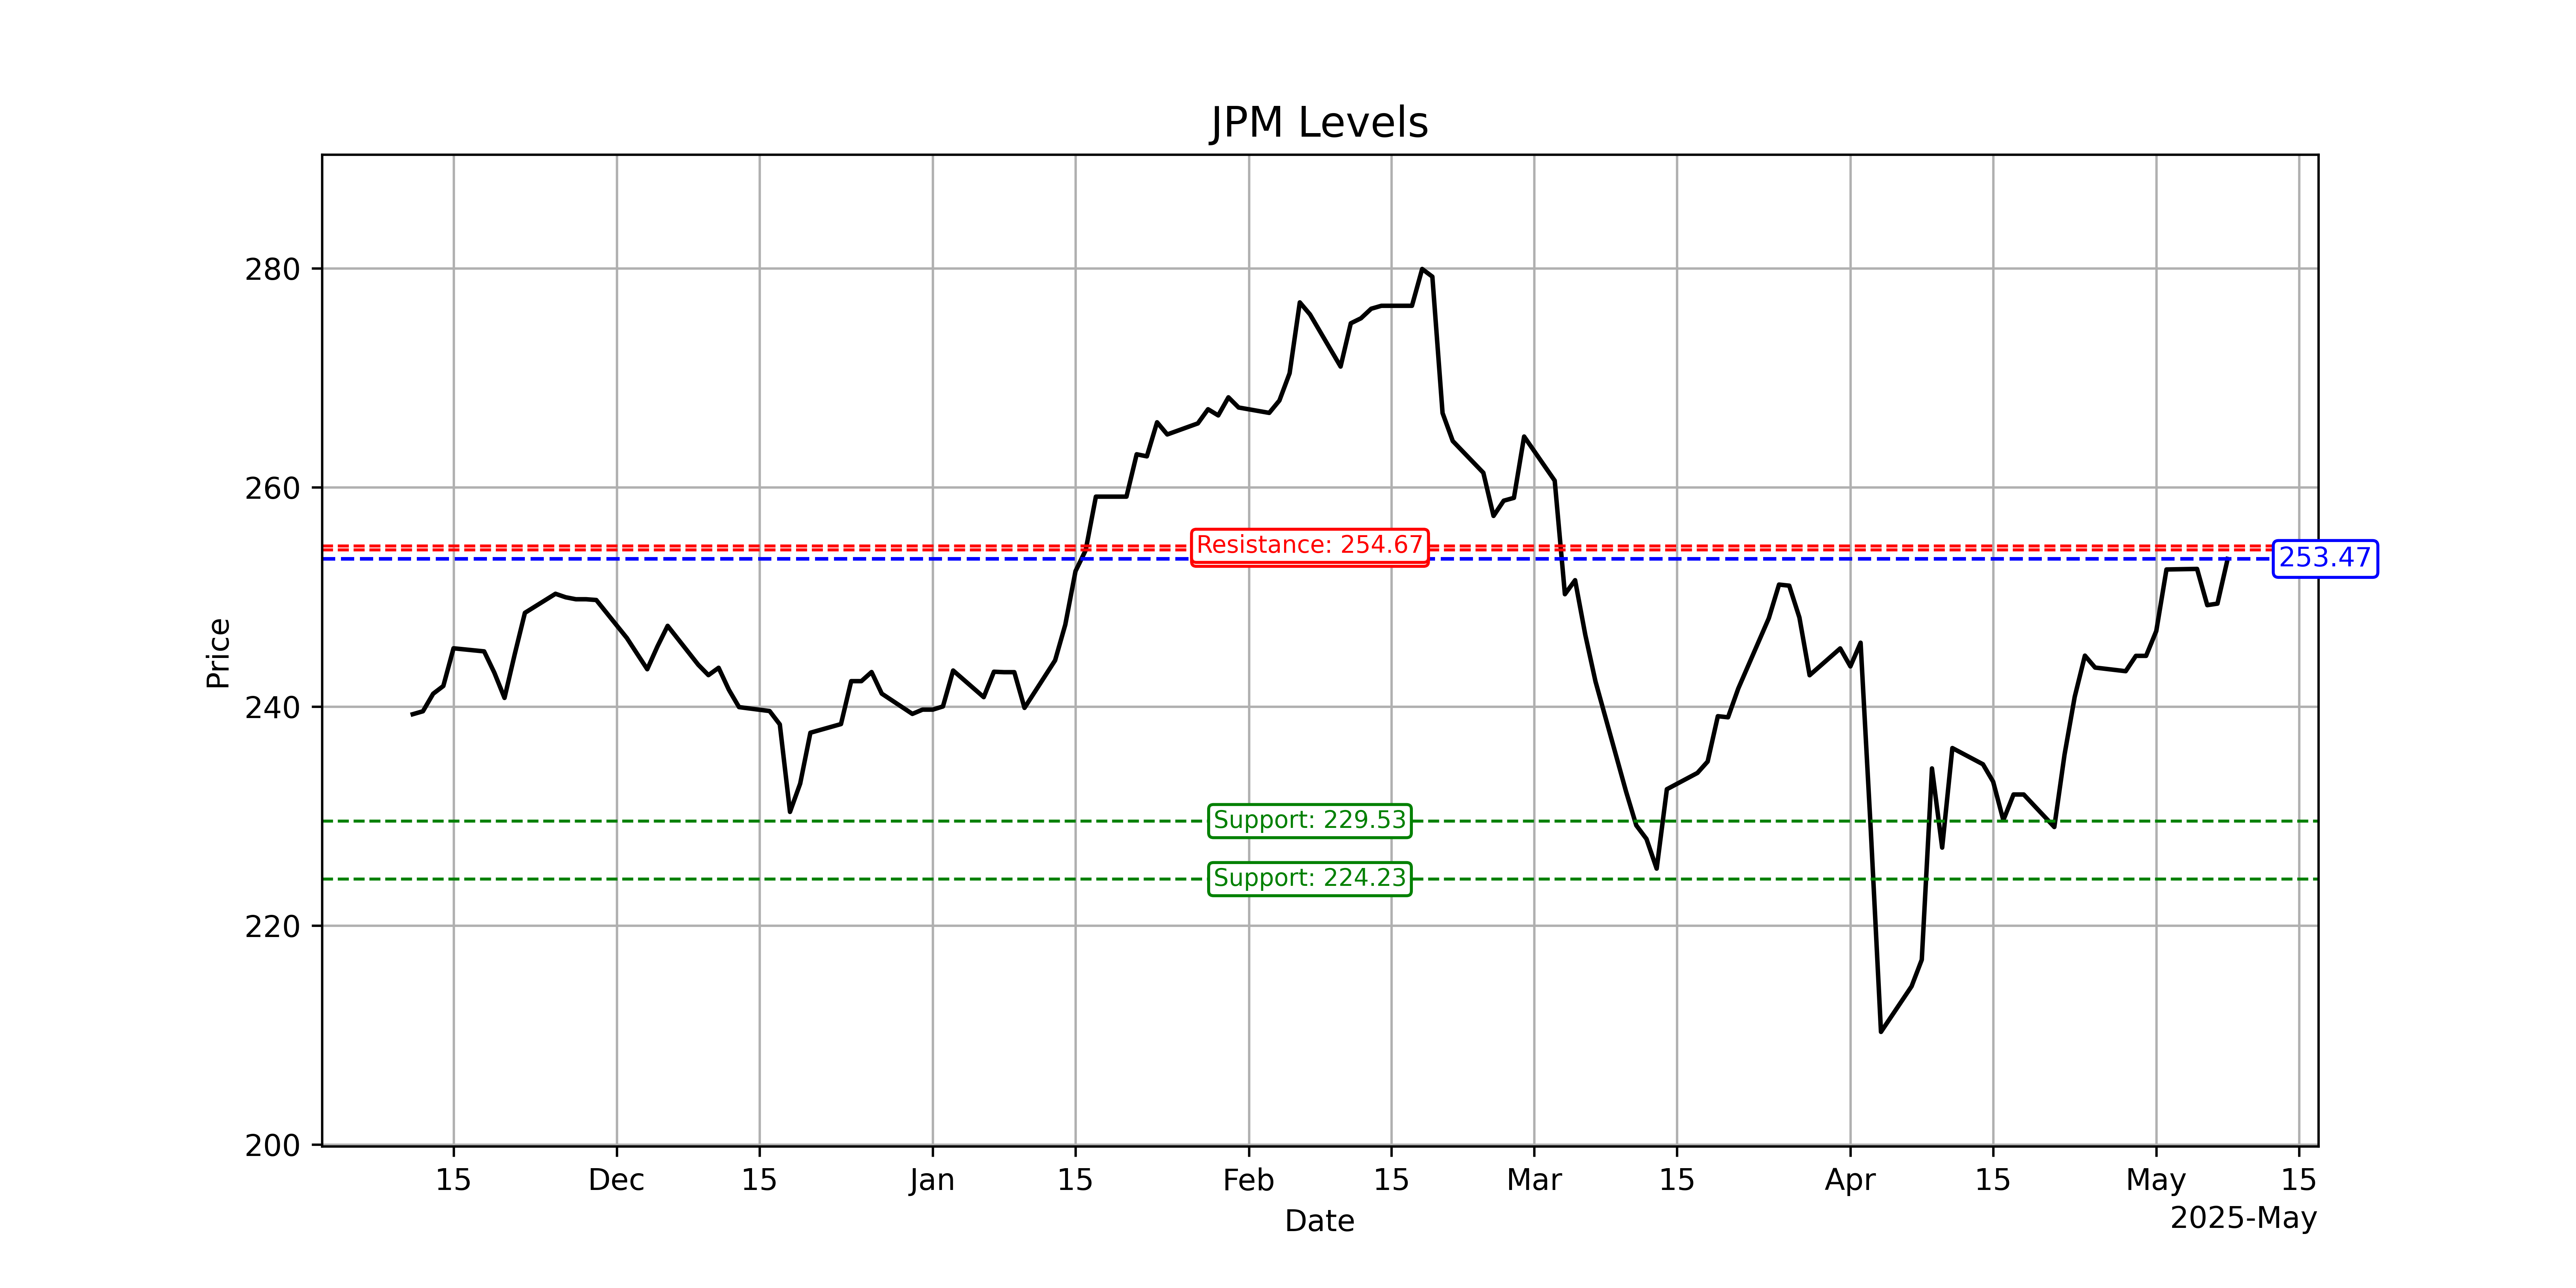 JPM Levels
280
260
240
220
200
Price
Resistance: 254.67
253.47
Support: 229.53
Support: 224.23
15
Dec
15
Jan
15
Feb
15
Mar
15
Apr
15
May
15
Date
2025-May